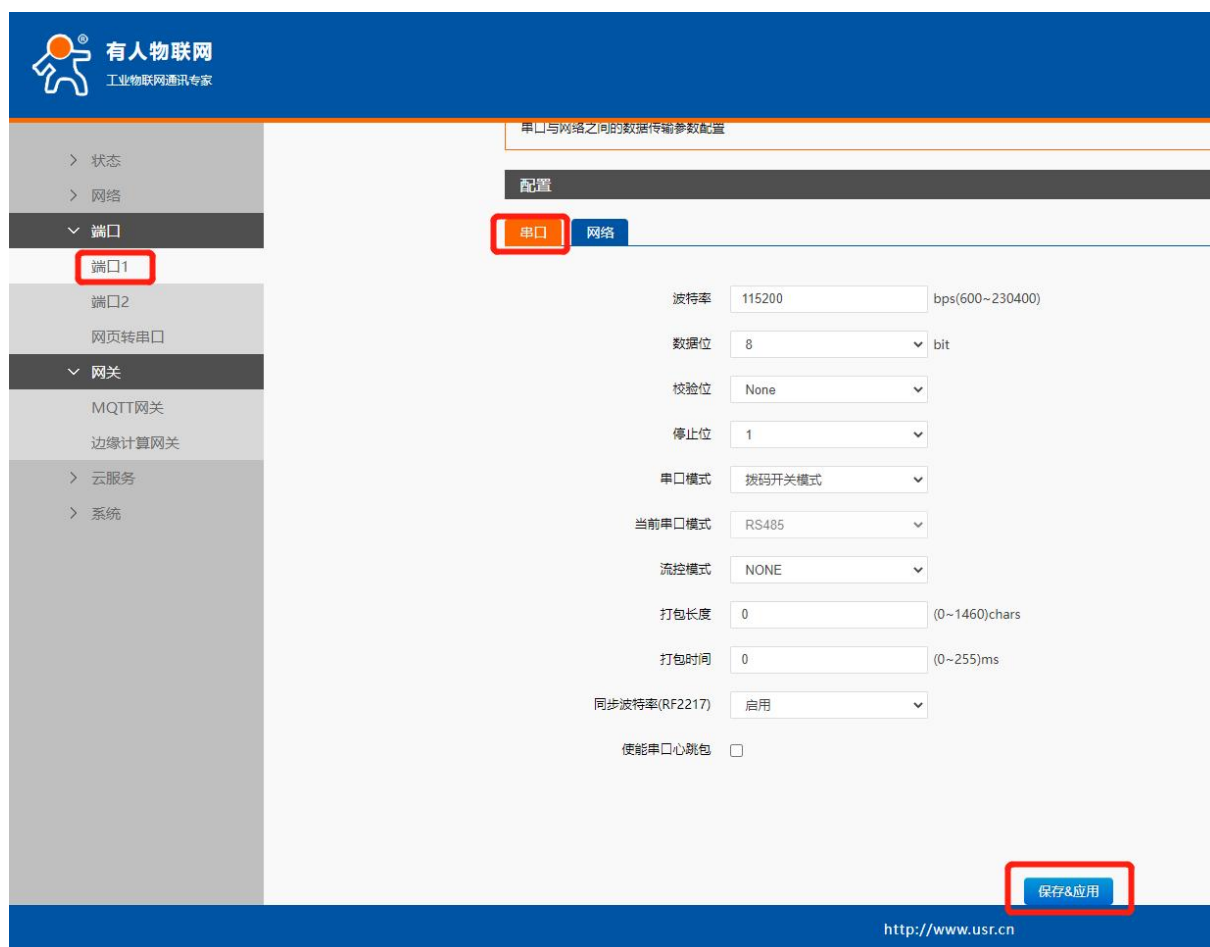 有人物联网
®
工业物联网通讯专家
串口与网络之间的数据传输参数配置
状态
网络
端口
端口1
端口2
网页转串口
网关
MQTT网关
边缘计算网关
云服务
系统
配置
串口 网络
波特率 115200 bps(600~230400)
数据位 8 bit
校验位 None
停止位 1
串口模式 拨码开关模式
当前串口模式 RS485
流控模式 NONE
打包长度 0 (0~1460)chars
打包时间 0 (0~255)ms
同步波特率(RF2217) 启用
使能串口心跳包
保存&应用
http://www.usr.cn